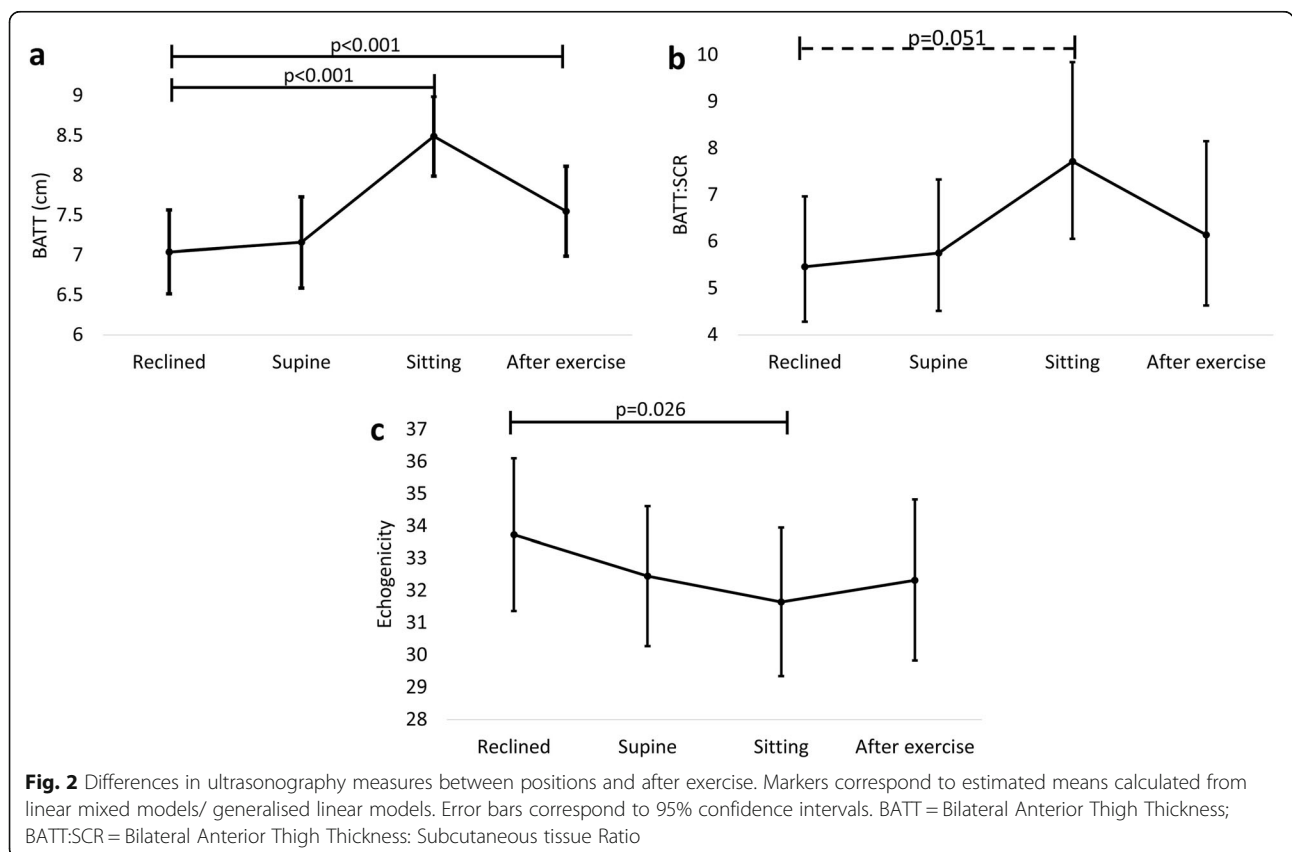 a
p<0.001
p<0.001
BATT (cm)
9
8.5
8
7.5
7
6.5
6
Reclined Supine Sitting After exercise
b
p=0.051
BATT:SCR
10
9
8
7
6
5
4
Reclined Supine Sitting After exercise
c
p=0.026
Echogenicity
37
36
35
34
33
32
31
30
29
28
Reclined Supine Sitting After exercise
Fig. 2 Differences in ultrasonography measures between positions and after exercise. Markers correspond to estimated means calculated from
linear mixed models/ generalised linear models. Error bars correspond to 95% confidence intervals. BATT = Bilateral Anterior Thigh Thickness;
BATT:SCR = Bilateral Anterior Thigh Thickness: Subcutaneous tissue Ratio